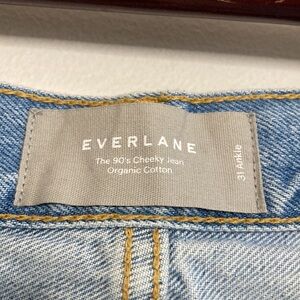 EVERLANE
The 90's Cheeky Jean
Organic Cotton
31 Ankle